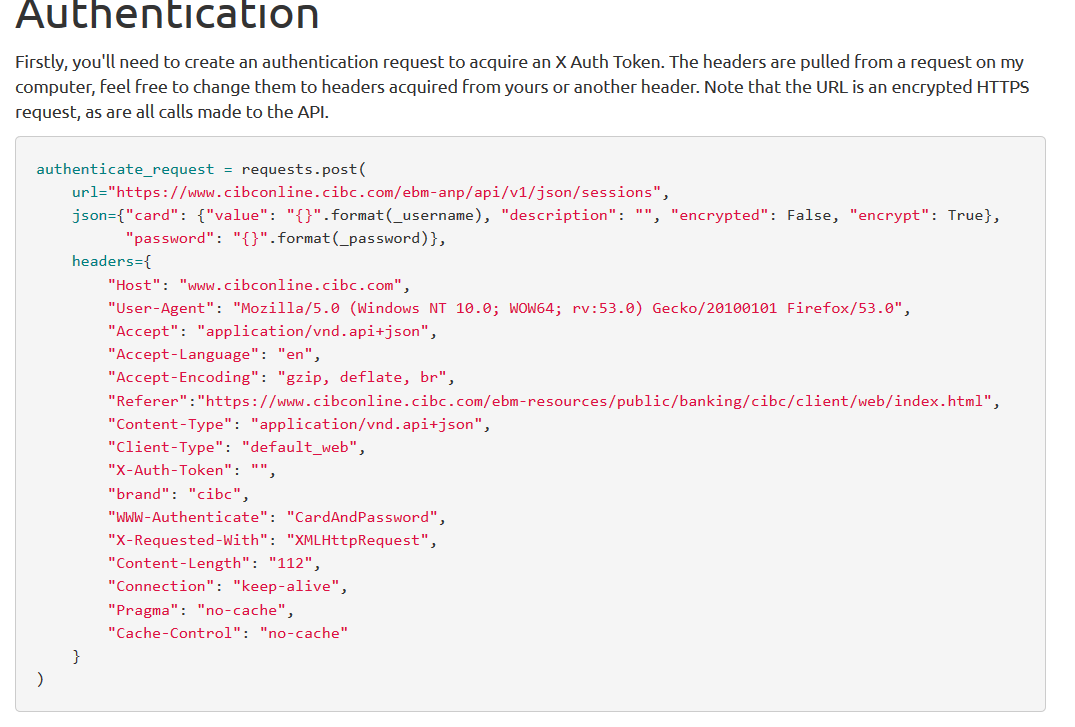 Authentication
Firstly, you'll need to create an authentication request to acquire an X Auth Token. The headers are pulled from a request on my
computer, feel free to change them to headers acquired from yours or another header. Note that the URL is an encrypted HTTPS
request, as are all calls made to the API.
authenticate_request = requests.post(
    url="https://www.cibconline.cibc.com/ebm-anp/api/v1/json/sessions",
    json={"card": {"value": "{}".format(_username), "description": "", "encrypted": False, "encrypt": True},
          "password": "{}".format(_password)},
    headers={
        "Host": "www.cibconline.cibc.com",
        "User-Agent": "Mozilla/5.0 (Windows NT 10.0; WOW64; rv:53.0) Gecko/20100101 Firefox/53.0",
        "Accept": "application/vnd.api+json",
        "Accept-Language": "en",
        "Accept-Encoding": "gzip, deflate, br",
        "Referer":"https://www.cibconline.cibc.com/ebm-resources/public/banking/cibc/client/web/index.html",
        "Content-Type": "application/vnd.api+json",
        "Client-Type": "default_web",
        "X-Auth-Token": "",
        "brand": "cibc",
        "WWW-Authenticate": "CardAndPassword",
        "X-Requested-With": "XMLHttpRequest",
        "Content-Length": "112",
        "Connection": "keep-alive",
        "Pragma": "no-cache",
        "Cache-Control": "no-cache"
    }
)